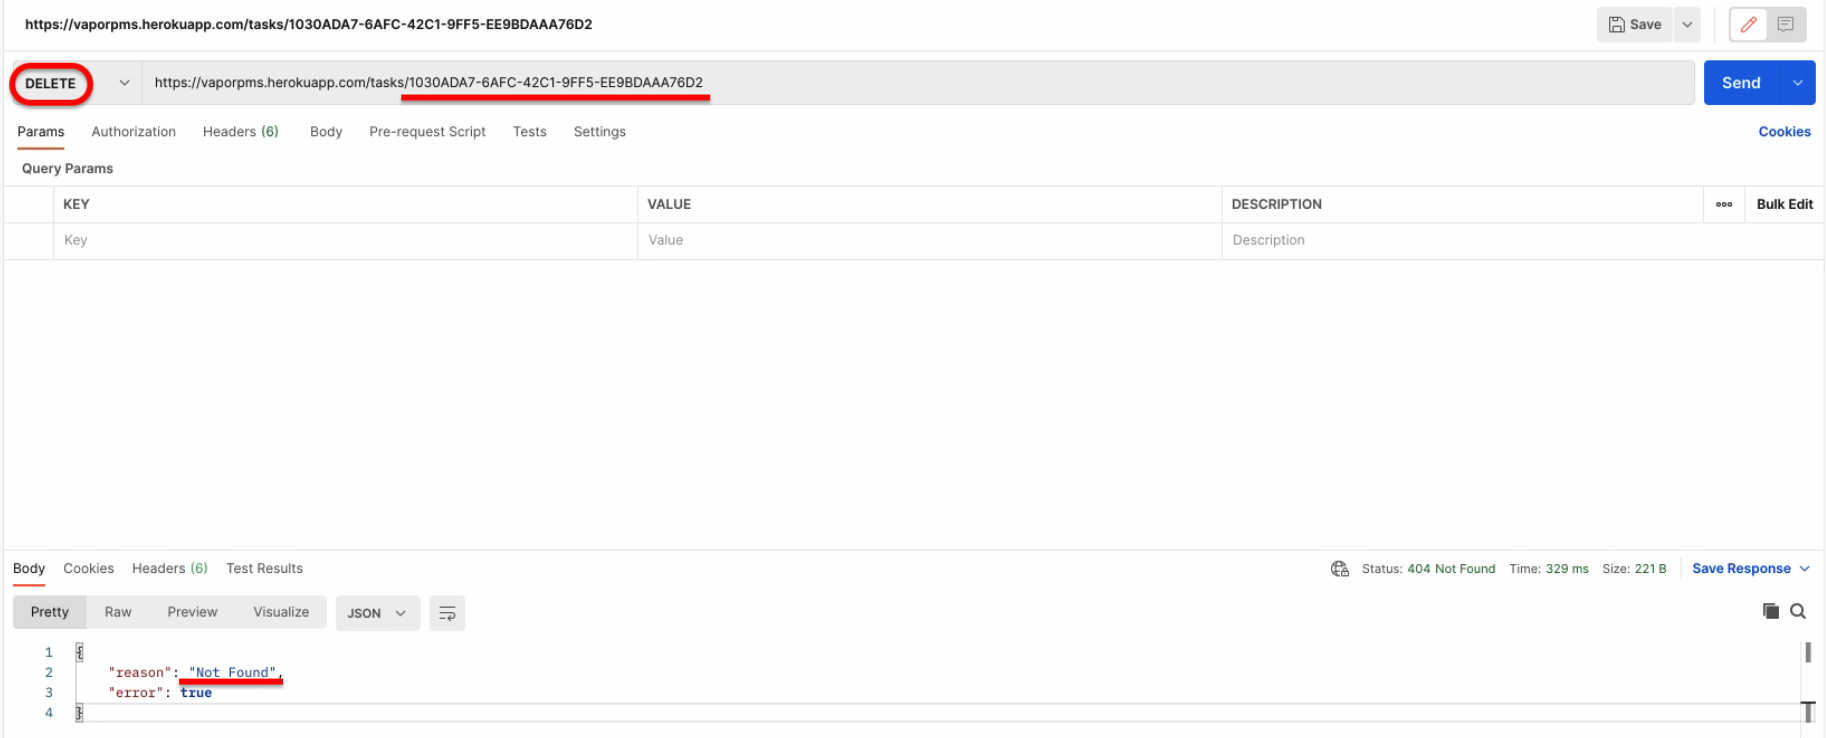 https://vaporpms.herokuapp.com/tasks/1030ADA7-6AFC-42C1-9FF5-EE9BDAAA76D2 Save
DELETE https://vaporpms.herokuapp.com/tasks/1030ADA7-6AFC-42C1-9FF5-EE9BDAAA76D2 Send
Params Authorization Headers (6) Body Pre-request Script Tests Settings Cookies
Query Params
KEY VALUE DESCRIPTION Bulk Edit
Key Value Description
Body Cookies Headers (6) Test Results Status: 404 Not Found Time: 329 ms Size: 221 B Save Response
Pretty Raw Preview Visualize JSON
1 {
2 "reason": "Not Found",
3 "error": true
4 }